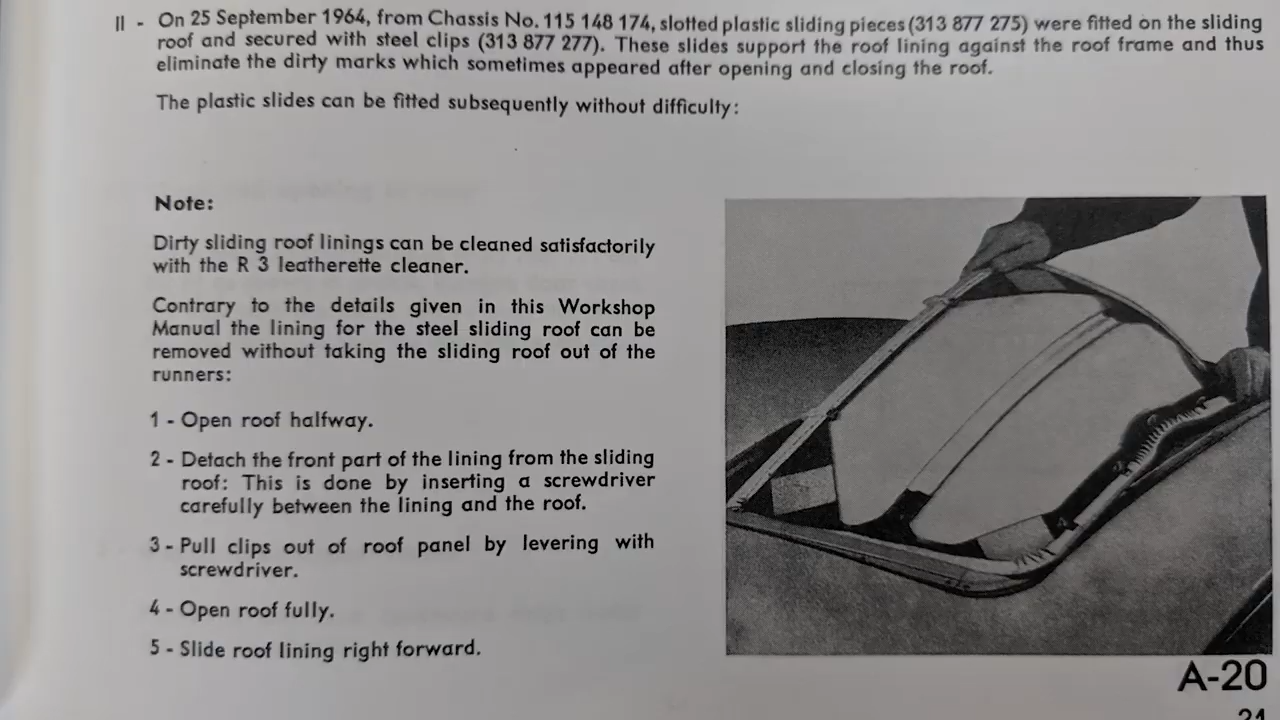 II - On 25 September 1964, from Chassis No. 115 148 174, slotted plastic sliding pieces (313 877 275) were fitted on the sliding
roof and secured with steel clips (313 877 277). These slides support the roof lining against the roof frame and thus
eliminate the dirty marks which sometimes appeared after opening and closing the roof.
The plastic slides can be fitted subsequently without difficulty:
Note:
Dirty sliding roof linings can be cleaned satisfactorily
with the R 3 leatherette cleaner.
Contrary to the details given in this Workshop
Manual the lining for the steel sliding roof can be
removed without taking the sliding roof out of the
runners:
1 - Open roof halfway.
2 - Detach the front part of the lining from the sliding
roof: This is done by inserting a screwdriver
carefully between the lining and the roof.
3 - Pull clips out of roof panel by levering with
screwdriver.
4 - Open roof fully.
5 - Slide roof lining right forward.
A-20